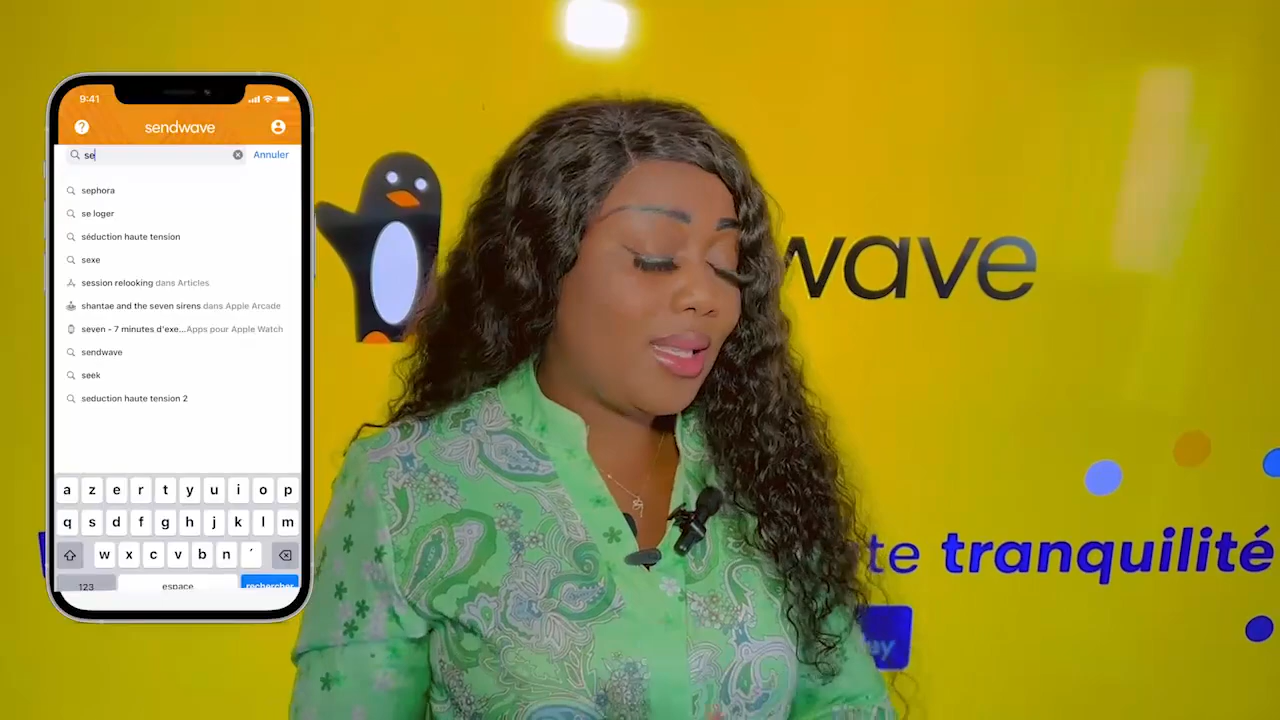 9:41
sendwave
se
Annuler
sephora
se loger
séduction haute tension
sexe
session relooking dans Articles
shantae and the seven sirens dans Apple Arcade
seven - 7 minutes d'exe...Apps pour Apple Watch
sendwave
seek
seduction haute tension 2
a z e r t y u i o p
q s d f g h j k l m
w x c v b n ´
123 espace rechercher
wave
te tranquilité
ay